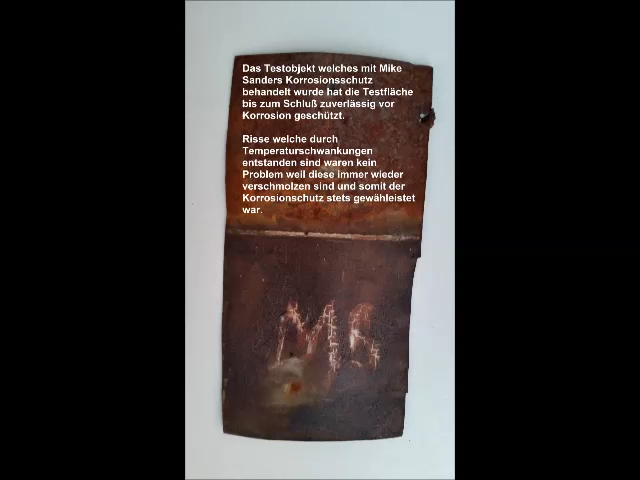 Das Testobjekt welches mit Mike
Sanders Korrosionsschutz
behandelt wurde hat die Testfläche
bis zum Schluß zuverlässig vor
Korrosion geschützt.
Risse welche durch
Temperaturschwankungen
entstanden sind waren kein
Problem weil diese immer wieder
verschmolzen sind und somit der
Korrosionschutz stets gewähleistet
war.
MS